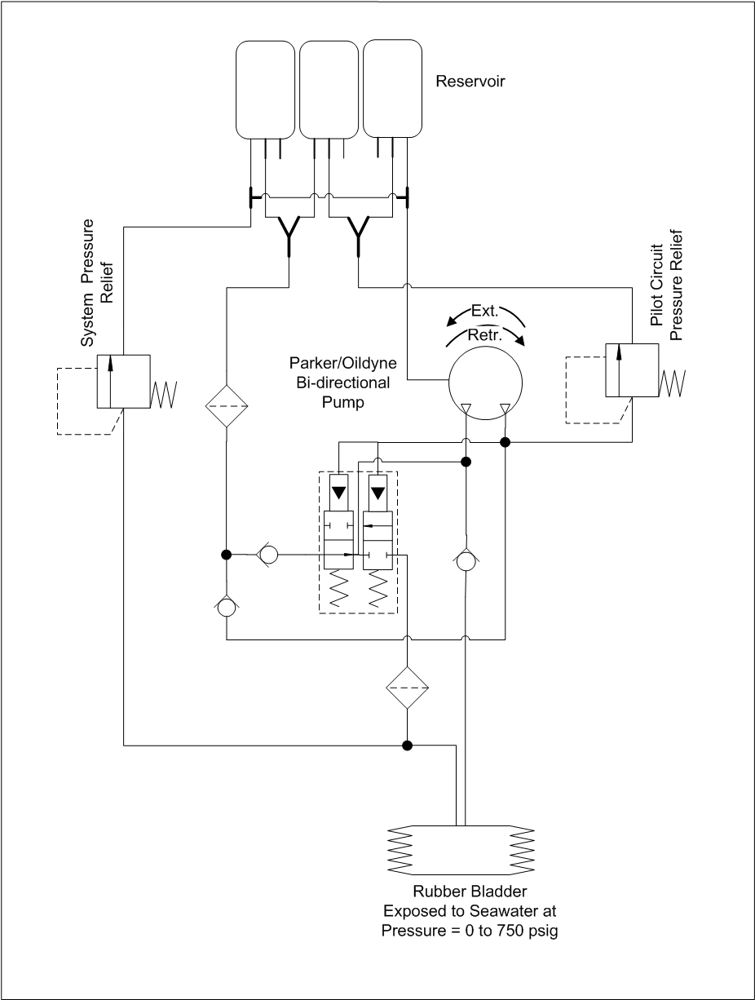 Reservoir
System Pressure
Relief
Pilot Circuit
Pressure Relief
Ext.
Retr.
Parker/Oildyne
Bi-directional
Pump
Rubber Bladder
Exposed to Seawater at
Pressure = 0 to 750 psig